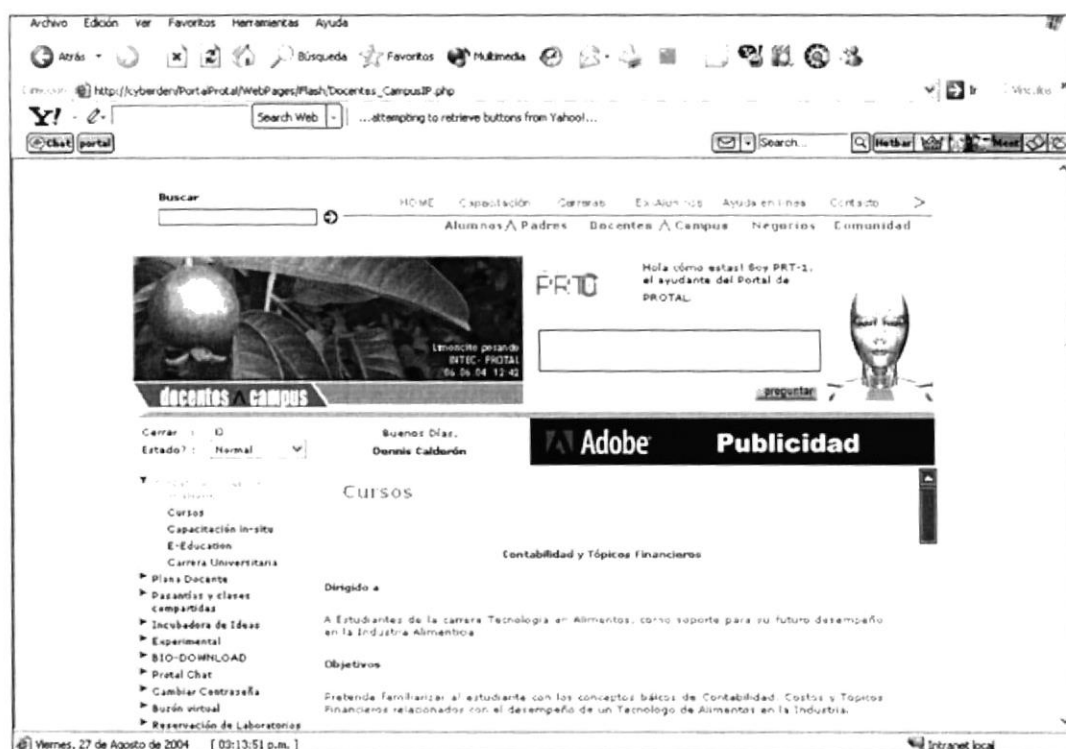 Archivo Edición Ver Favoritos Herramientas Ayuda
Atrás Búsqueda Favoritos Multimedia
http://cyberden/PortalProtal/WebPages/Flash/Docentes_CampusIP.php Ir Vínculos
Y! Search Web ...attempting to retrieve buttons from Yahoo!...
Chat portal Search... Hotbar
Buscar
HOME Capacitación Carreras Ex-Alumnos Ayuda en línea Contacto
Alumnos Λ Padres Docentes Λ Campus Negocios Comunidad
Hola cómo estas! Soy PRT-1,
el ayudante del Portal de
PROTAL.
Limoncito posando
INTEC- PROTAL
06 06 04 12:42
preguntar
docentes Λ campus
Cerrar :
Estado? : Normal
Buenos Días,
Dennis Calderón
Adobe Publicidad
Cursos
Capacitación in-situ
E-Education
Carrera Universitaria
Plana Docente
Pasantías y clases
compartidas
Incubadora de Ideas
Experimental
BIO-DOWNLOAD
Protal Chat
Cambiar Contraseña
Buzón virtual
Reservación de Laboratorios
Cursos
Contabilidad y Tópicos Financieros
Dirigido a
A Estudiantes de la carrera Tecnología en Alimentos, como soporte para su futuro desempeño
en la Industria Alimenticia
Objetivos
Pretende familiarizar al estudiante con los conceptos báicos de Contabilidad, Costos y Tópicos
Financieros relacionados con el desempeño de un Tecnologo de Alimentos en la Industria.
Viernes, 27 de Agosto de 2004 [ 03:13:51 p.m. ] Intranet local